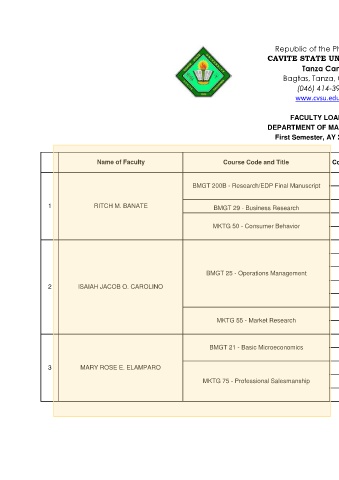 Republic of the Ph
CAVITE STATE UN
Tanza Car
Bagtas, Tanza, C
(046) 414-39
www.cvsu.edu
FACULTY LOA
DEPARTMENT OF MA
First Semester, AY 2
Name of Faculty Course Code and Title Co
1 RITCH M. BANATE
BMGT 200B - Research/EDP Final Manuscript
BMGT 29 - Business Research
MKTG 50 - Consumer Behavior
2 ISAIAH JACOB O. CAROLINO
BMGT 25 - Operations Management
MKTG 55 - Market Research
3 MARY ROSE E. ELAMPARO
BMGT 21 - Basic Microeconomics
MKTG 75 - Professional Salesmanship